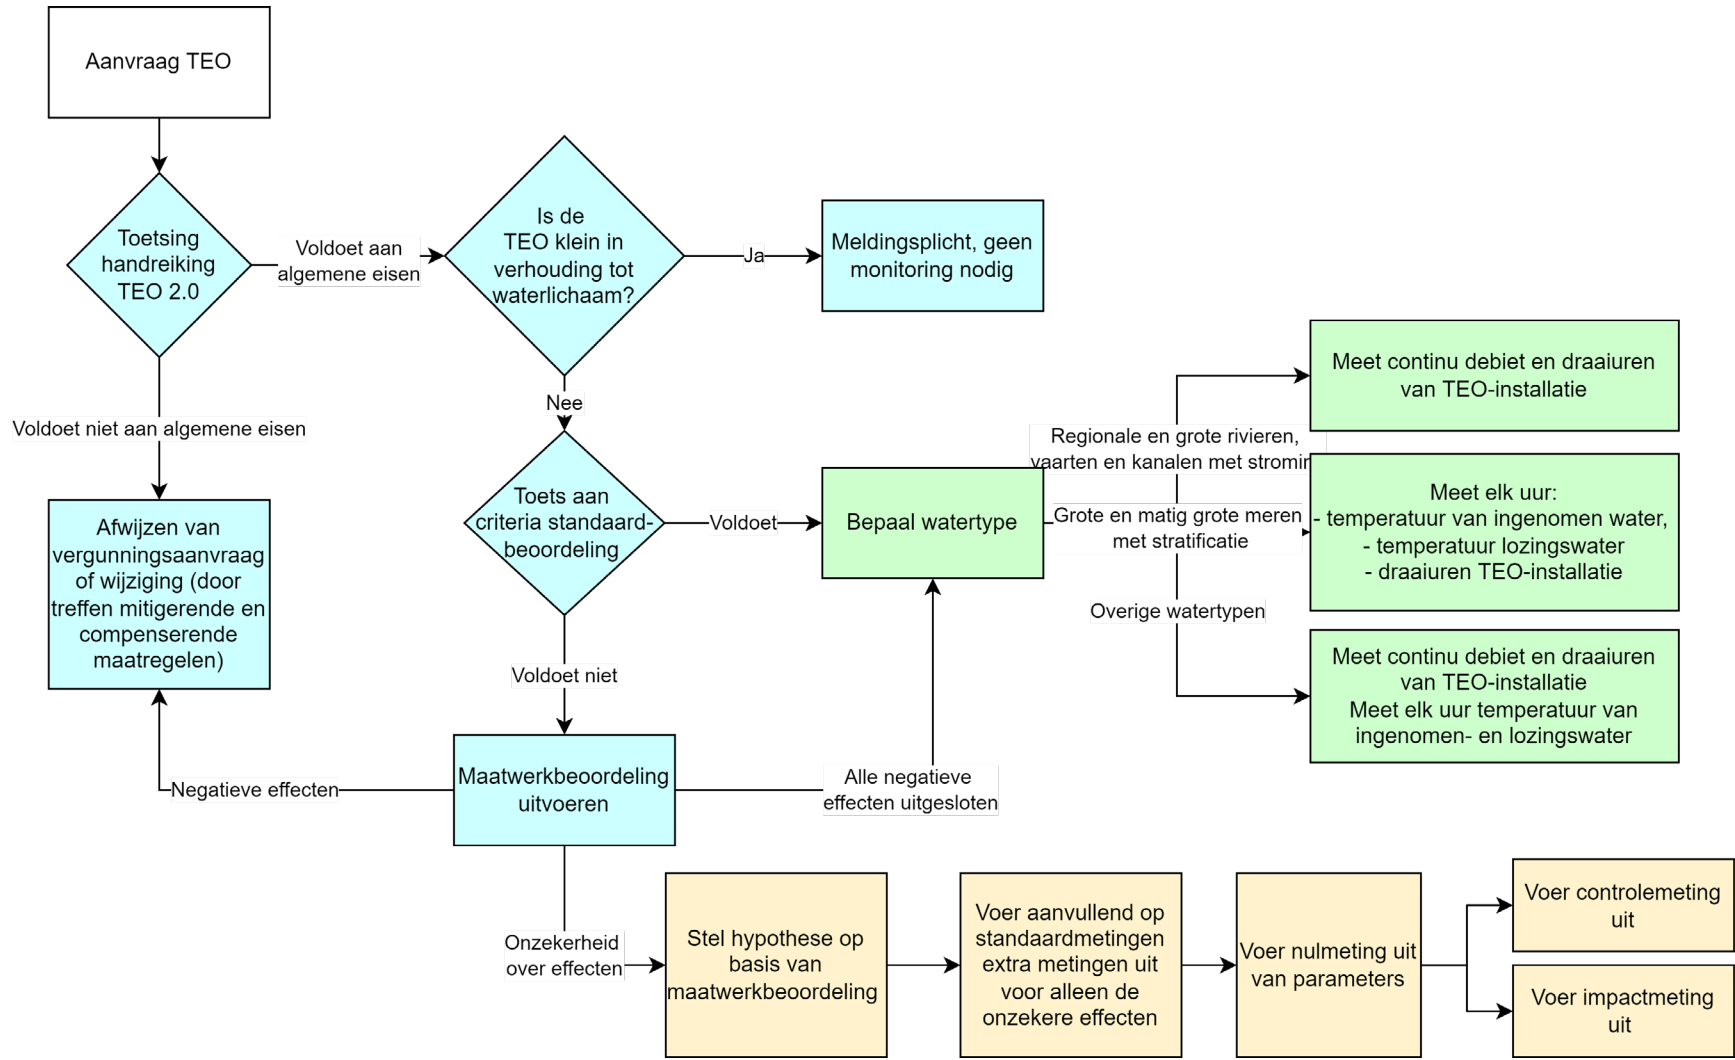 Aanvraag TEO
Toetsing
handreiking
TEO 2.0
Voldoet aan
algemene eisen
Is de
TEO klein in
verhouding tot
waterlichaam?
Ja
Meldingsplicht, geen
monitoring nodig
Voldoet niet aan algemene eisen
Nee
Afwijzen van
vergunningsaanvraag
of wijziging (door
treffen mitigerende en
compenserende
maatregelen)
Toets aan
criteria standaard-
beoordeling
Voldoet
Bepaal watertype
Regionale en grote rivieren,
vaarten en kanalen met stromin
Grote en matig grote meren
met stratificatie
Overige watertypen
Meet continu debiet en draaiuren
van TEO-installatie
Meet elk uur:
- temperatuur van ingenomen water,
- temperatuur lozingswater
- draaiuren TEO-installatie
Meet continu debiet en draaiuren
van TEO-installatie
Meet elk uur temperatuur van
ingenomen- en lozingswater
Voldoet niet
Maatwerkbeoordeling
uitvoeren
Negatieve effecten
Alle negatieve
effecten uitgesloten
Onzekerheid
over effecten
Stel hypothese op
basis van
maatwerkbeoordeling
Voer aanvullend op
standaardmetingen
extra metingen uit
voor alleen de
onzekere effecten
Voer nulmeting uit
van parameters
Voer controlemeting
uit
Voer impactmeting
uit